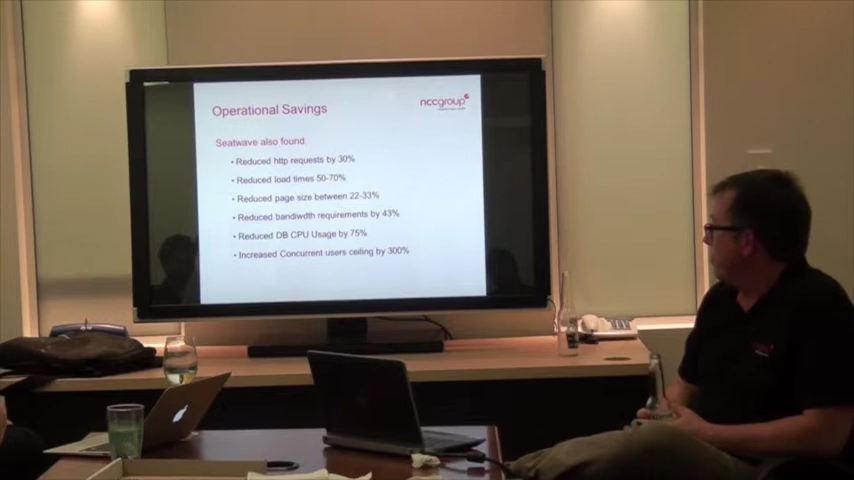 Operational Savings
nccgroup
Seatwave also found:
• Reduced http requests by 30%
• Reduced load times 50-70%
• Reduced page size between 22-33%
• Reduced bandiwdth requirements by 43%
• Reduced DB CPU Usage by 75%
• Increased Concurrent users ceiling by 300%